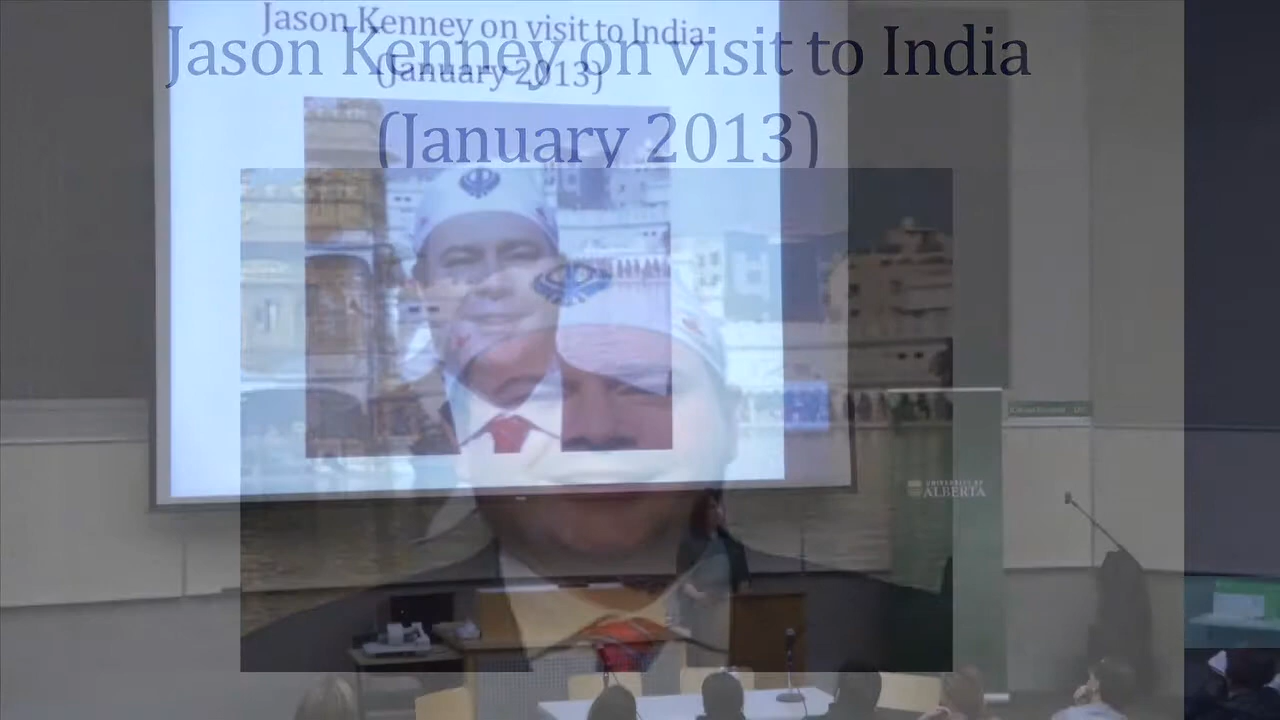 Jason Kenney on visit to India
(January 2013)
Jason Kenney on visit to India
(January 2013)
UNIVERSITY OF
ALBERTA